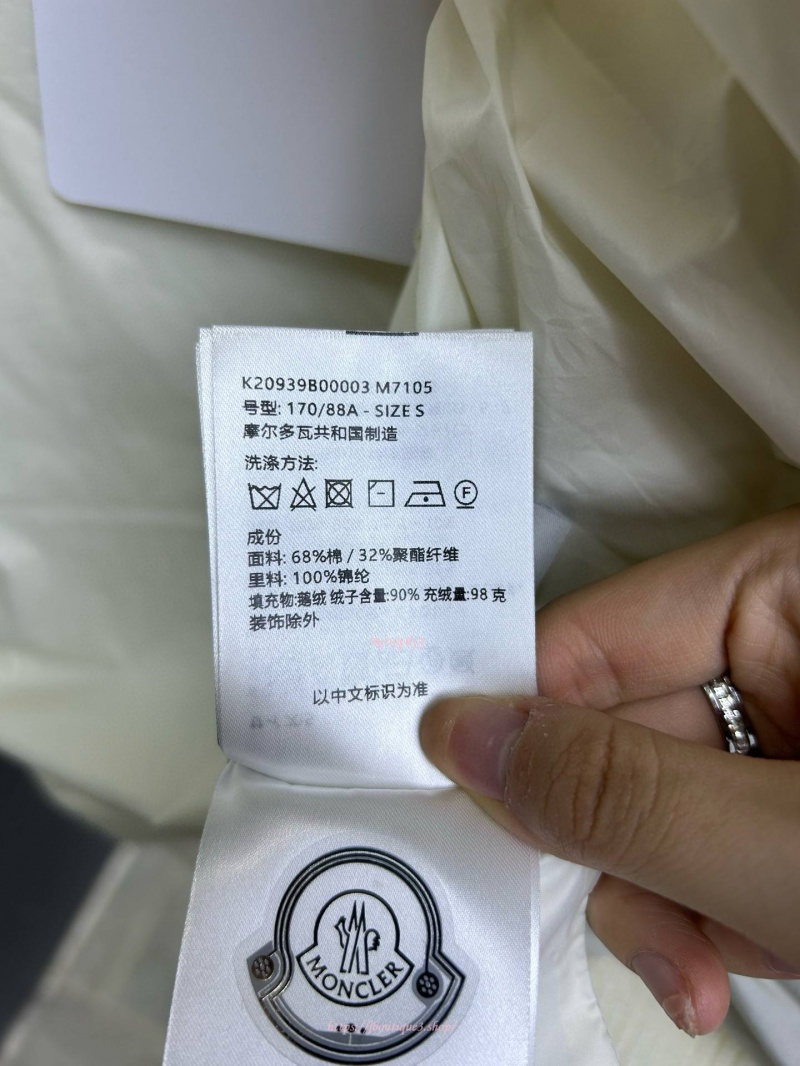 K20939B00003 M7105
号型: 170/88A - SIZE S
摩尔多瓦共和国制造
洗涤方法:
F
成份
面料: 68%棉 / 32%聚酯纤维
里料: 100%锦纶
填充物:鹅绒 绒子含量:90% 充绒量:98 克
装饰除外
以中文标识为准
MONCLER